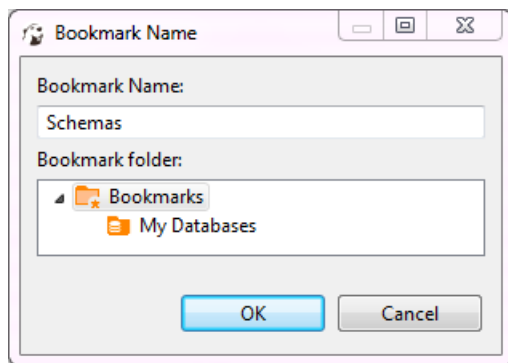 Bookmark Name
Bookmark Name:
Schemas
Bookmark folder:
Bookmarks
My Databases
OK Cancel